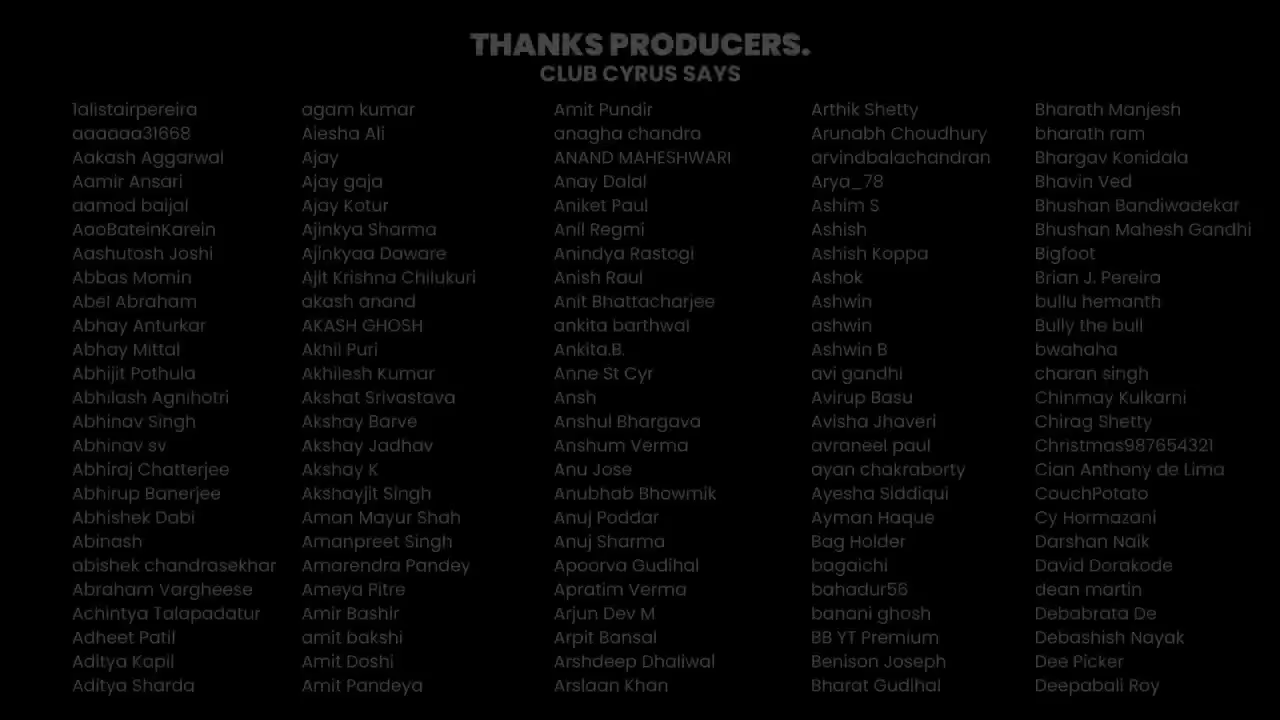 THANKS PRODUCERS.
CLUB CYRUS SAYS
1alistairpereira
aaaaaa31668
Aakash Aggarwal
Aamir Ansari
aamod baijal
AaoBateinKarein
Aashutosh Joshi
Abbas Momin
Abel Abraham
Abhay Anturkar
Abhay Mittal
Abhijit Pothula
Abhilash Agnihotri
Abhinav Singh
Abhinav sv
Abhiraj Chatterjee
Abhirup Banerjee
Abhishek Dabi
Abinash
abishek chandrasekhar
Abraham Vargheese
Achintya Talapadatur
Adheet Patil
Aditya Kapil
Aditya Sharda
agam kumar
Aiesha Ali
Ajay
Ajay gaja
Ajay Kotur
Ajinkya Sharma
Ajinkyaa Daware
Ajit Krishna Chilukuri
akash anand
AKASH GHOSH
Akhil Puri
Akhilesh Kumar
Akshat Srivastava
Akshay Barve
Akshay Jadhav
Akshay K
Akshayjit Singh
Aman Mayur Shah
Amanpreet Singh
Amarendra Pandey
Ameya Pitre
Amir Bashir
amit bakshi
Amit Doshi
Amit Pandeya
Amit Pundir
anagha chandra
ANAND MAHESHWARI
Anay Dalal
Aniket Paul
Anil Regmi
Anindya Rastogi
Anish Raul
Anit Bhattacharjee
ankita barthwal
Ankita.B.
Anne St Cyr
Ansh
Anshul Bhargava
Anshum Verma
Anu Jose
Anubhab Bhowmik
Anuj Poddar
Anuj Sharma
Apoorva Gudihal
Apratim Verma
Arjun Dev M
Arpit Bansal
Arshdeep Dhaliwal
Arslaan Khan
Arthik Shetty
Arunabh Choudhury
arvindbalachandran
Arya_78
Ashim S
Ashish
Ashish Koppa
Ashok
Ashwin
ashwin
Ashwin B
avi gandhi
Avirup Basu
Avisha Jhaveri
avraneel paul
ayan chakraborty
Ayesha Siddiqui
Ayman Haque
Bag Holder
bagaichi
bahadur56
banani ghosh
BB YT Premium
Benison Joseph
Bharat Gudihal
Bharath Manjesh
bharath ram
Bhargav Konidala
Bhavin Ved
Bhushan Bandiwadekar
Bhushan Mahesh Gandhi
Bigfoot
Brian J. Pereira
bullu hemanth
Bully the bull
bwahaha
charan singh
Chinmay Kulkarni
Chirag Shetty
Christmas987654321
Cian Anthony de Lima
CouchPotato
Cy Hormazani
Darshan Naik
David Dorakode
dean martin
Debabrata De
Debashish Nayak
Dee Picker
Deepabali Roy